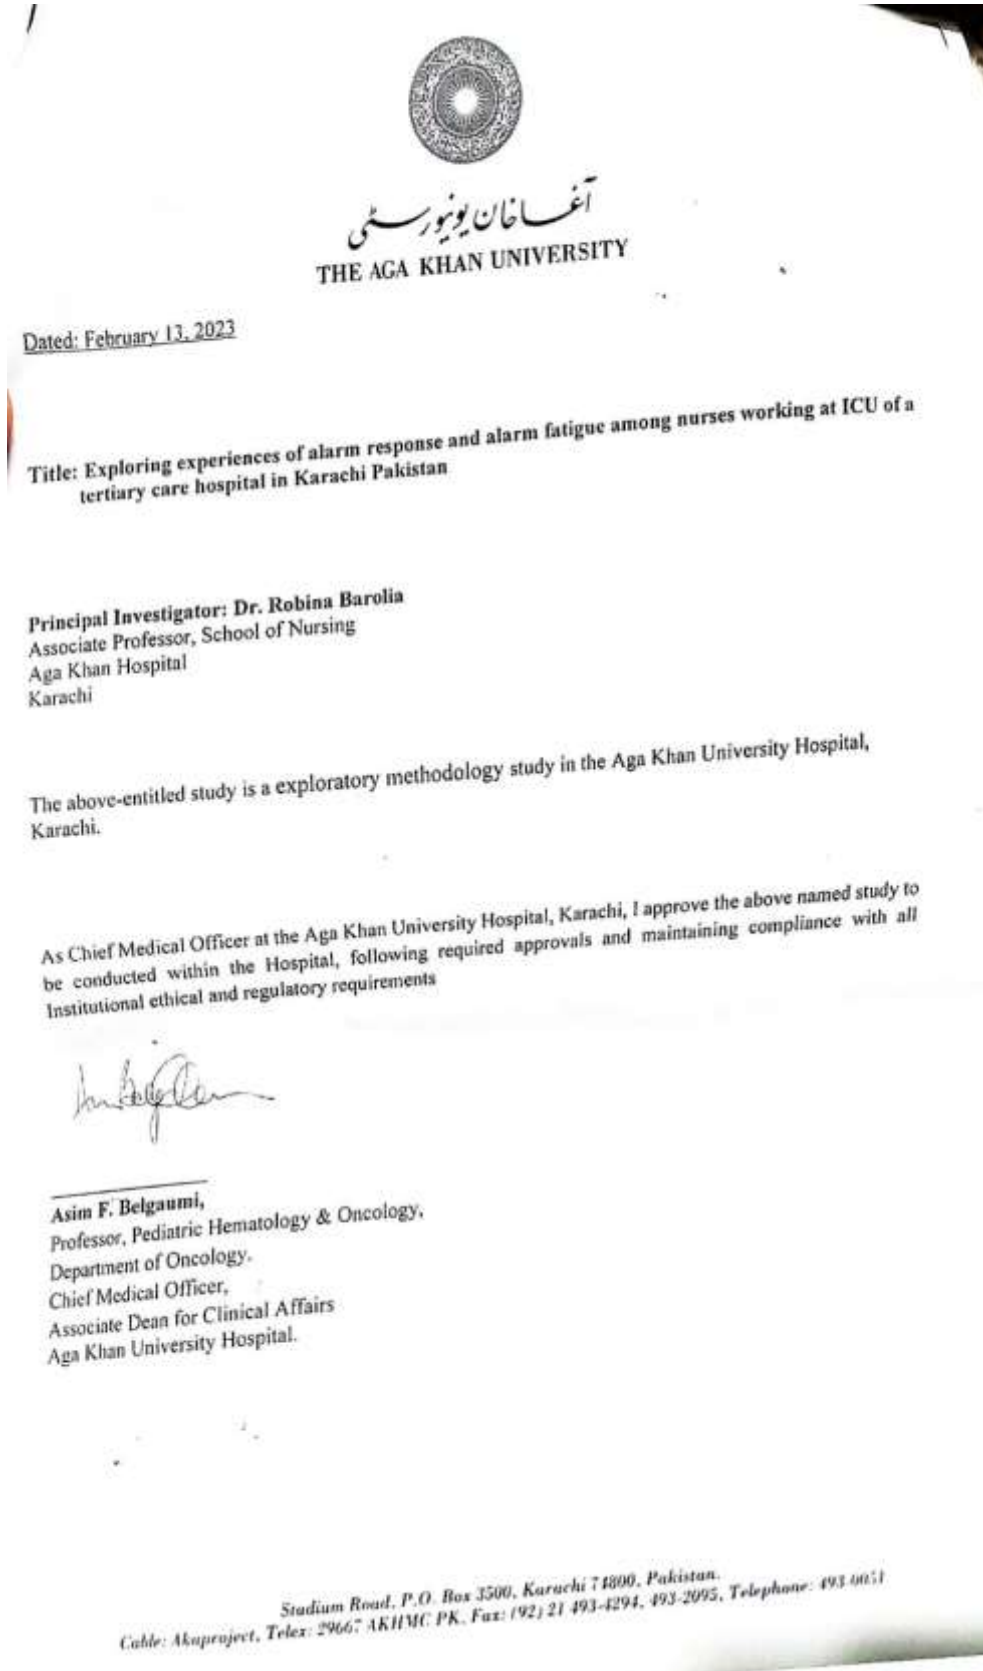 آغا خان یونیورسٹی
THE AGA KHAN UNIVERSITY
Dated: February 13, 2023
Title: Exploring experiences of alarm response and alarm fatigue among nurses working at ICU of a
tertiary care hospital in Karachi Pakistan
Principal Investigator: Dr. Robina Barolia
Associate Professor, School of Nursing
Aga Khan Hospital
Karachi
The above-entitled study is a exploratory methodology study in the Aga Khan University Hospital,
Karachi.
As Chief Medical Officer at the Aga Khan University Hospital, Karachi, I approve the above named study to
be conducted within the Hospital, following required approvals and maintaining compliance with all
Institutional ethical and regulatory requirements
Asim F. Belgaumi,
Professor, Pediatric Hematology & Oncology,
Department of Oncology.
Chief Medical Officer,
Associate Dean for Clinical Affairs
Aga Khan University Hospital.
Stadium Road, P.O. Box 3500, Karachi 74800, Pakistan.
Cable: Akuproject, Telex: 29667 AKHMC PK, Fax: (92) 21 493-4294, 493-2095, Telephone: 493 0051